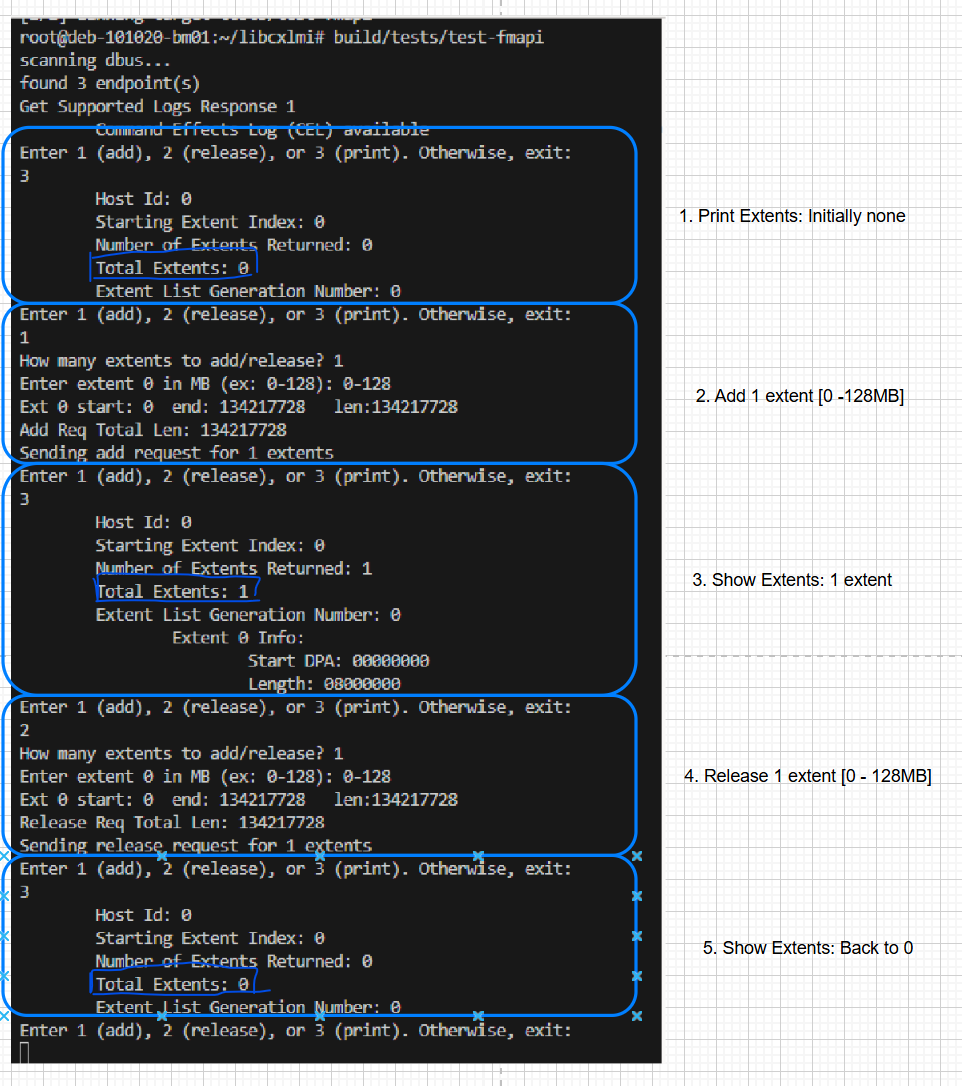 root@deb-101020-bm01:~/libcxlmi# build/tests/test-fmapi
scanning dbus...
found 3 endpoint(s)
Get Supported Logs Response 1
Command Effects Log (CEL) available
Enter 1 (add), 2 (release), or 3 (print). Otherwise, exit:
3
Host Id: 0
Starting Extent Index: 0
Number of Extents Returned: 0
Total Extents: 0
Extent List Generation Number: 0
1. Print Extents: Initially none
Enter 1 (add), 2 (release), or 3 (print). Otherwise, exit:
1
How many extents to add/release? 1
Enter extent 0 in MB (ex: 0-128): 0-128
Ext 0 start: 0  end: 134217728   len:134217728
Add Req Total Len: 134217728
Sending add request for 1 extents
2. Add 1 extent [0 -128MB]
Enter 1 (add), 2 (release), or 3 (print). Otherwise, exit:
3
Host Id: 0
Starting Extent Index: 0
Number of Extents Returned: 1
Total Extents: 1
Extent List Generation Number: 0
Extent 0 Info:
Start DPA: 00000000
Length: 08000000
3. Show Extents: 1 extent
Enter 1 (add), 2 (release), or 3 (print). Otherwise, exit:
2
How many extents to add/release? 1
Enter extent 0 in MB (ex: 0-128): 0-128
Ext 0 start: 0  end: 134217728   len:134217728
Release Req Total Len: 134217728
Sending release request for 1 extents
4. Release 1 extent [0 - 128MB]
Enter 1 (add), 2 (release), or 3 (print). Otherwise, exit:
3
Host Id: 0
Starting Extent Index: 0
Number of Extents Returned: 0
Total Extents: 0
Extent List Generation Number: 0
5. Show Extents: Back to 0
Enter 1 (add), 2 (release), or 3 (print). Otherwise, exit: